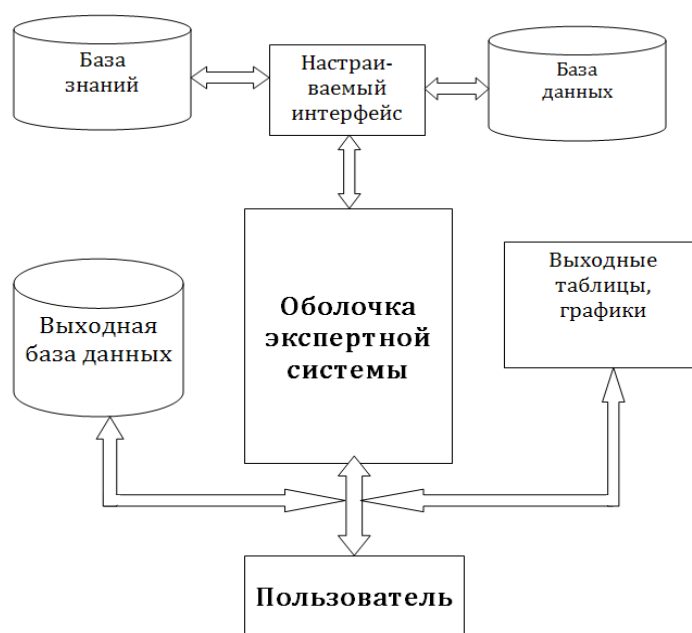 База
знаний
Настраи-
ваемый
интерфейс
База
данных
Выходная
база данных
Оболочка
экспертной
системы
Выходные
таблицы,
графики
Пользователь